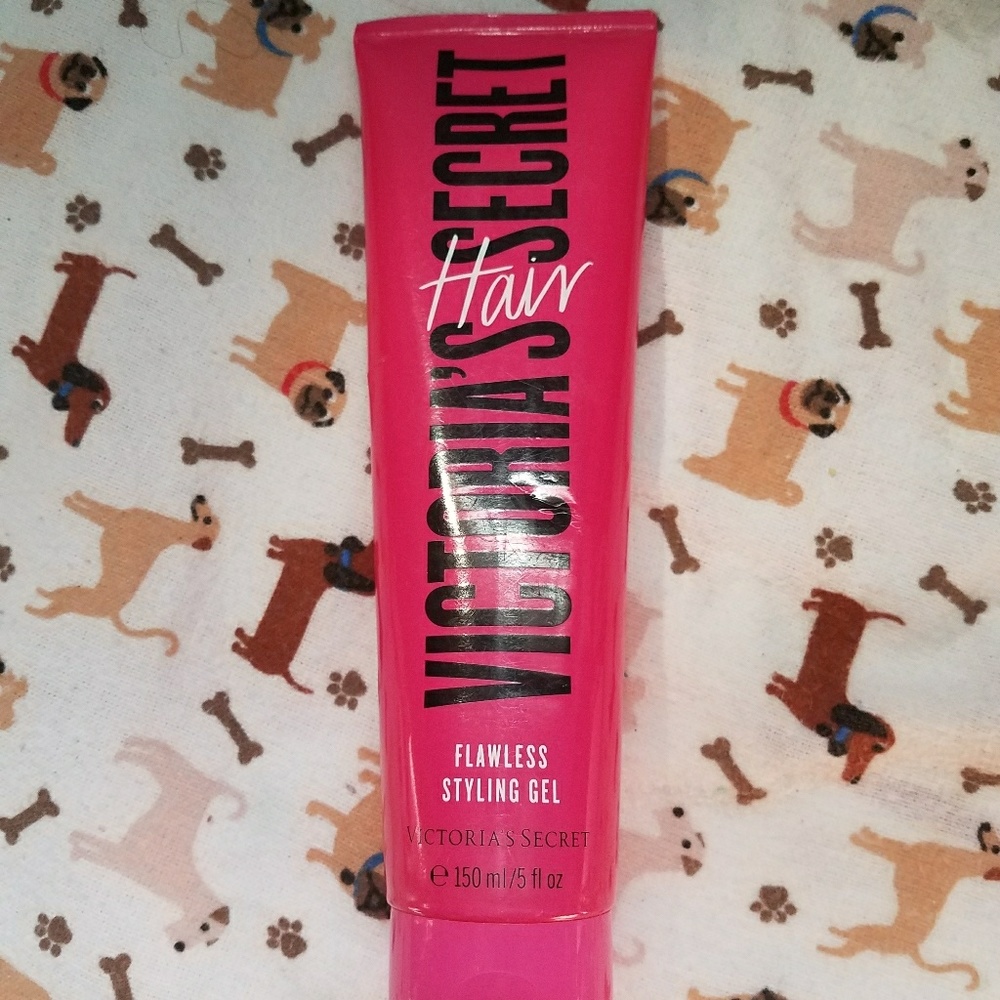 VICTORIA'S SECRET
Hair
FLAWLESS
STYLING GEL
VICTORIA'S SECRET
℮ 150 ml/5 fl oz